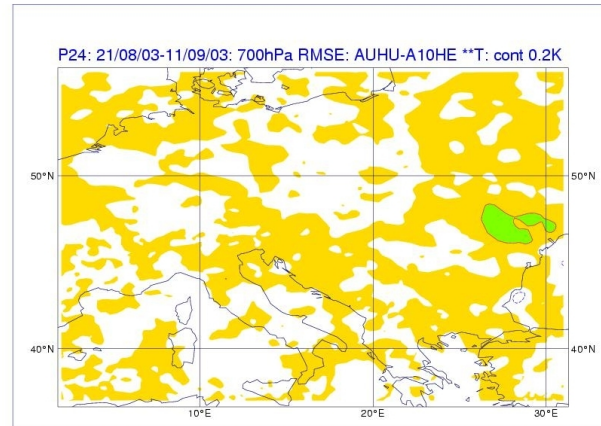 P24: 21/08/03-11/09/03: 700hPa RMSE: AUHU-A10HE **T: cont 0.2K
50°N 50°N
40°N 40°N
10°E 20°E 30°E